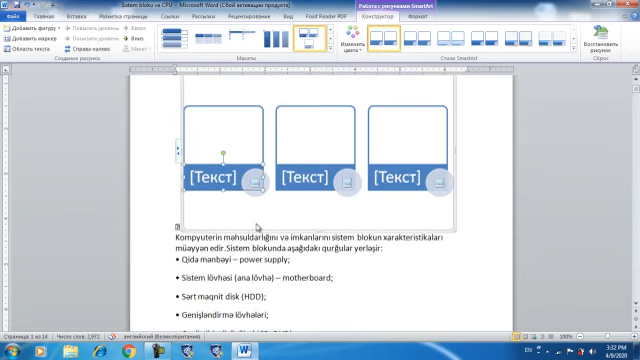 Sistem bloku ve CPU - Microsoft Word (Сбой активации продукта)
Работа с рисунками SmartArt
Файл
Главная
Вставка
Разметка страницы
Ссылки
Рассылки
Рецензирование
Вид
Foxit Reader PDF
Конструктор
Формат
Добавить фигуру
Повысить уровень
Вверх
Добавить маркер
Понизить уровень
Вниз
Область текста
Справа налево
Макет
Изменить цвета
Восстановить рисунок
Создание рисунка
Макеты
Стили SmartArt
Сброс
[Текст]
[Текст]
[Текст]
Kompyuterin məhsuldarlığını və imkanlarını sistem blokun xarakteristikaları
müəyyən edir.Sistem blokunda aşağıdakı qurğular yerləşir:
• Qida mənbəyi – power supply;
• Sistem lövhəsi (ana lövhə) – motherboard;
• Sərt maqnit disk (HDD);
• Genişləndirmə lövhələri;
Страница: 1 из 14
Число слов: 2,972
английский (Великобритания)
100%
EN
3:32 PM
4/9/2020